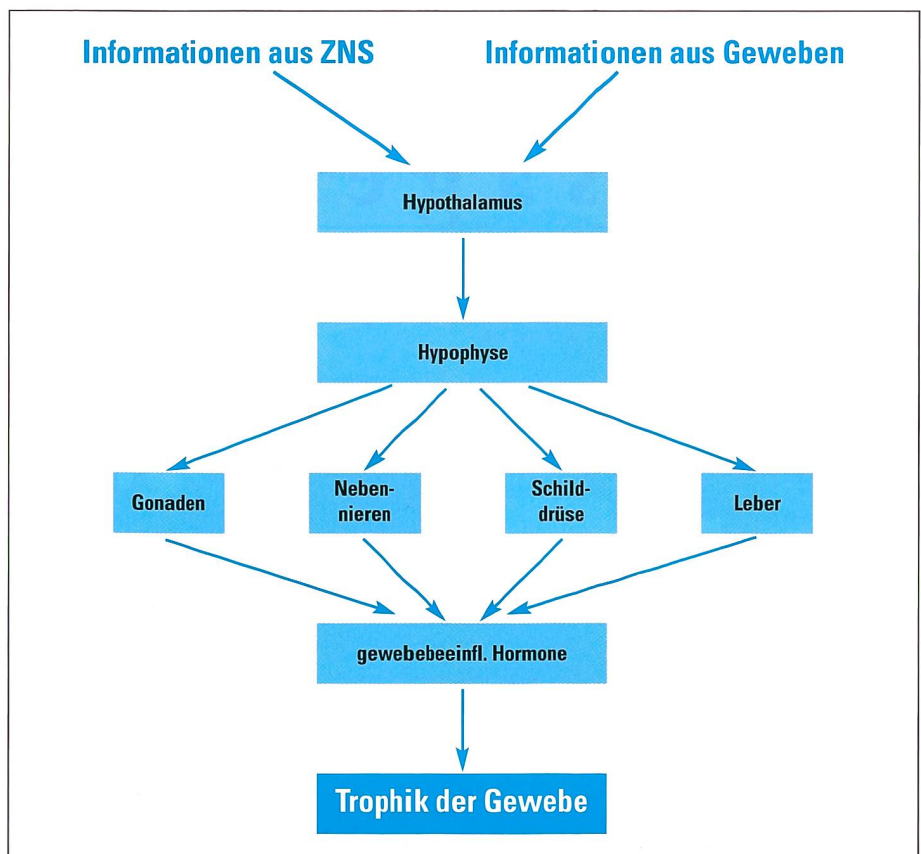 Informationen aus ZNS
Informationen aus Geweben
Hypothalamus
Hypophyse
Gonaden
Neben-
nieren
Schild-
drüse
Leber
gewebebeeinfl. Hormone
Trophik der Gewebe